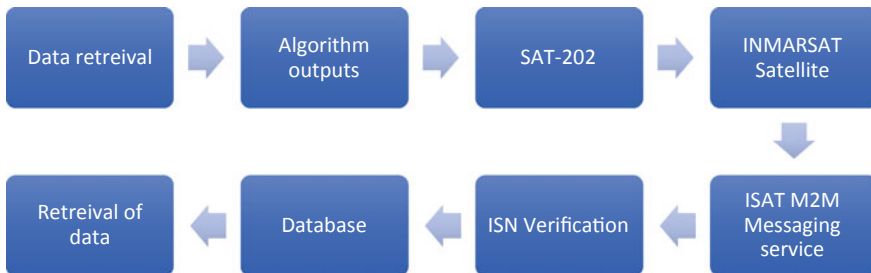 Data retreival
Algorithm
outputs
SAT-202
INMARSAT
Satellite
ISAT M2M
Messaging
service
ISN Verification
Database
Retreival of
data